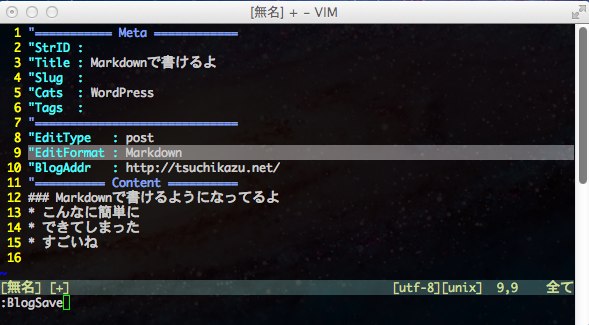 [無名] + - VIM
1 "============ Meta ============
2 "StrID :
3 "Title : Markdownで書けるよ
4 "Slug  :
5 "Cats  : WordPress
6 "Tags  :
7 "=============================
8 "EditType   : post
9 "EditFormat : Markdown
10 "BlogAddr   : http://tsuchikazu.net/
11 "========== Content ==========
12 ### Markdownで書けるようになってるよ
13 * こんなに簡単に
14 * できてしまった
15 * すごいね
16
~
[無名] [+] [utf-8][unix] 9,9 全て
:BlogSave